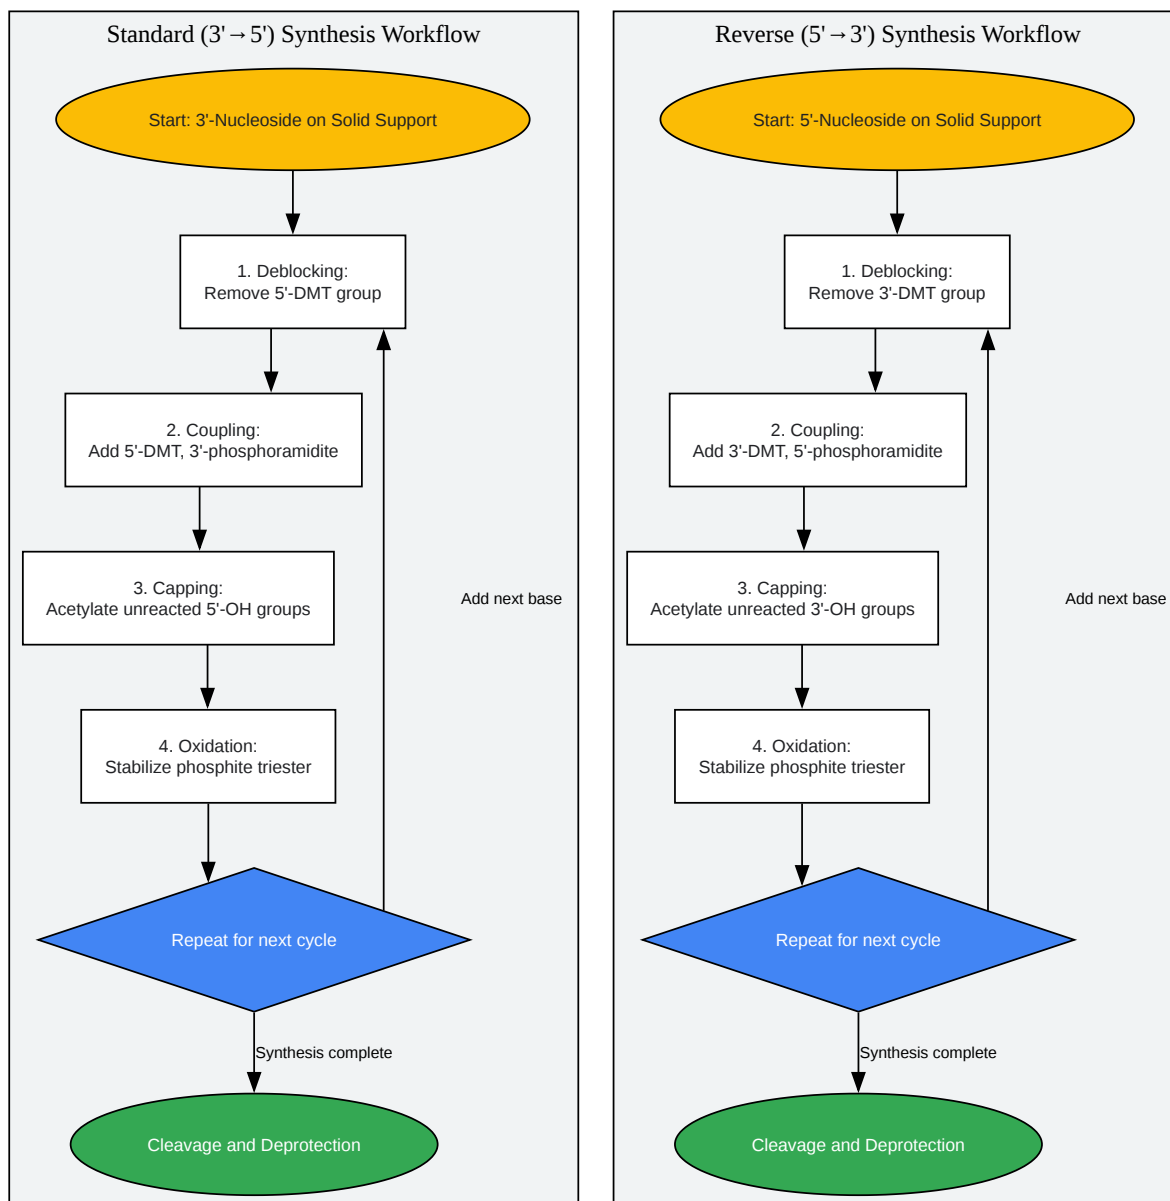 Standard (3'→5') Synthesis Workflow
Start: 3'-Nucleoside on Solid Support
1. Deblocking:
Remove 5'-DMT group
2. Coupling:
Add 5'-DMT, 3'-phosphoramidite
3. Capping:
Acetylate unreacted 5'-OH groups
Add next base
4. Oxidation:
Stabilize phosphite triester
Repeat for next cycle
Synthesis complete
Cleavage and Deprotection
Reverse (5'→3') Synthesis Workflow
Start: 5'-Nucleoside on Solid Support
1. Deblocking:
Remove 3'-DMT group
2. Coupling:
Add 3'-DMT, 5'-phosphoramidite
3. Capping:
Acetylate unreacted 3'-OH groups
Add next base
4. Oxidation:
Stabilize phosphite triester
Repeat for next cycle
Synthesis complete
Cleavage and Deprotection